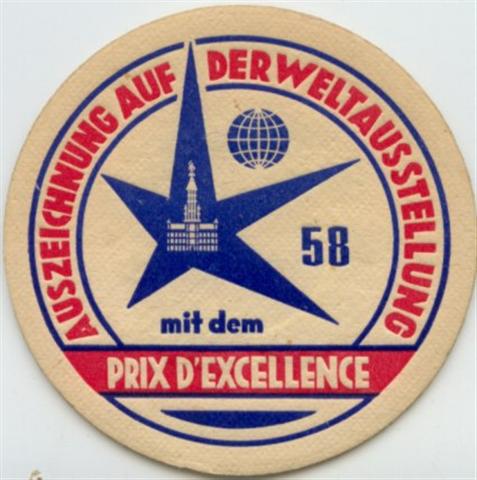 AUSZEICHNUNG AUF DER WELTAUSSTELLUNG
58
mit dem
PRIX D'EXCELLENCE